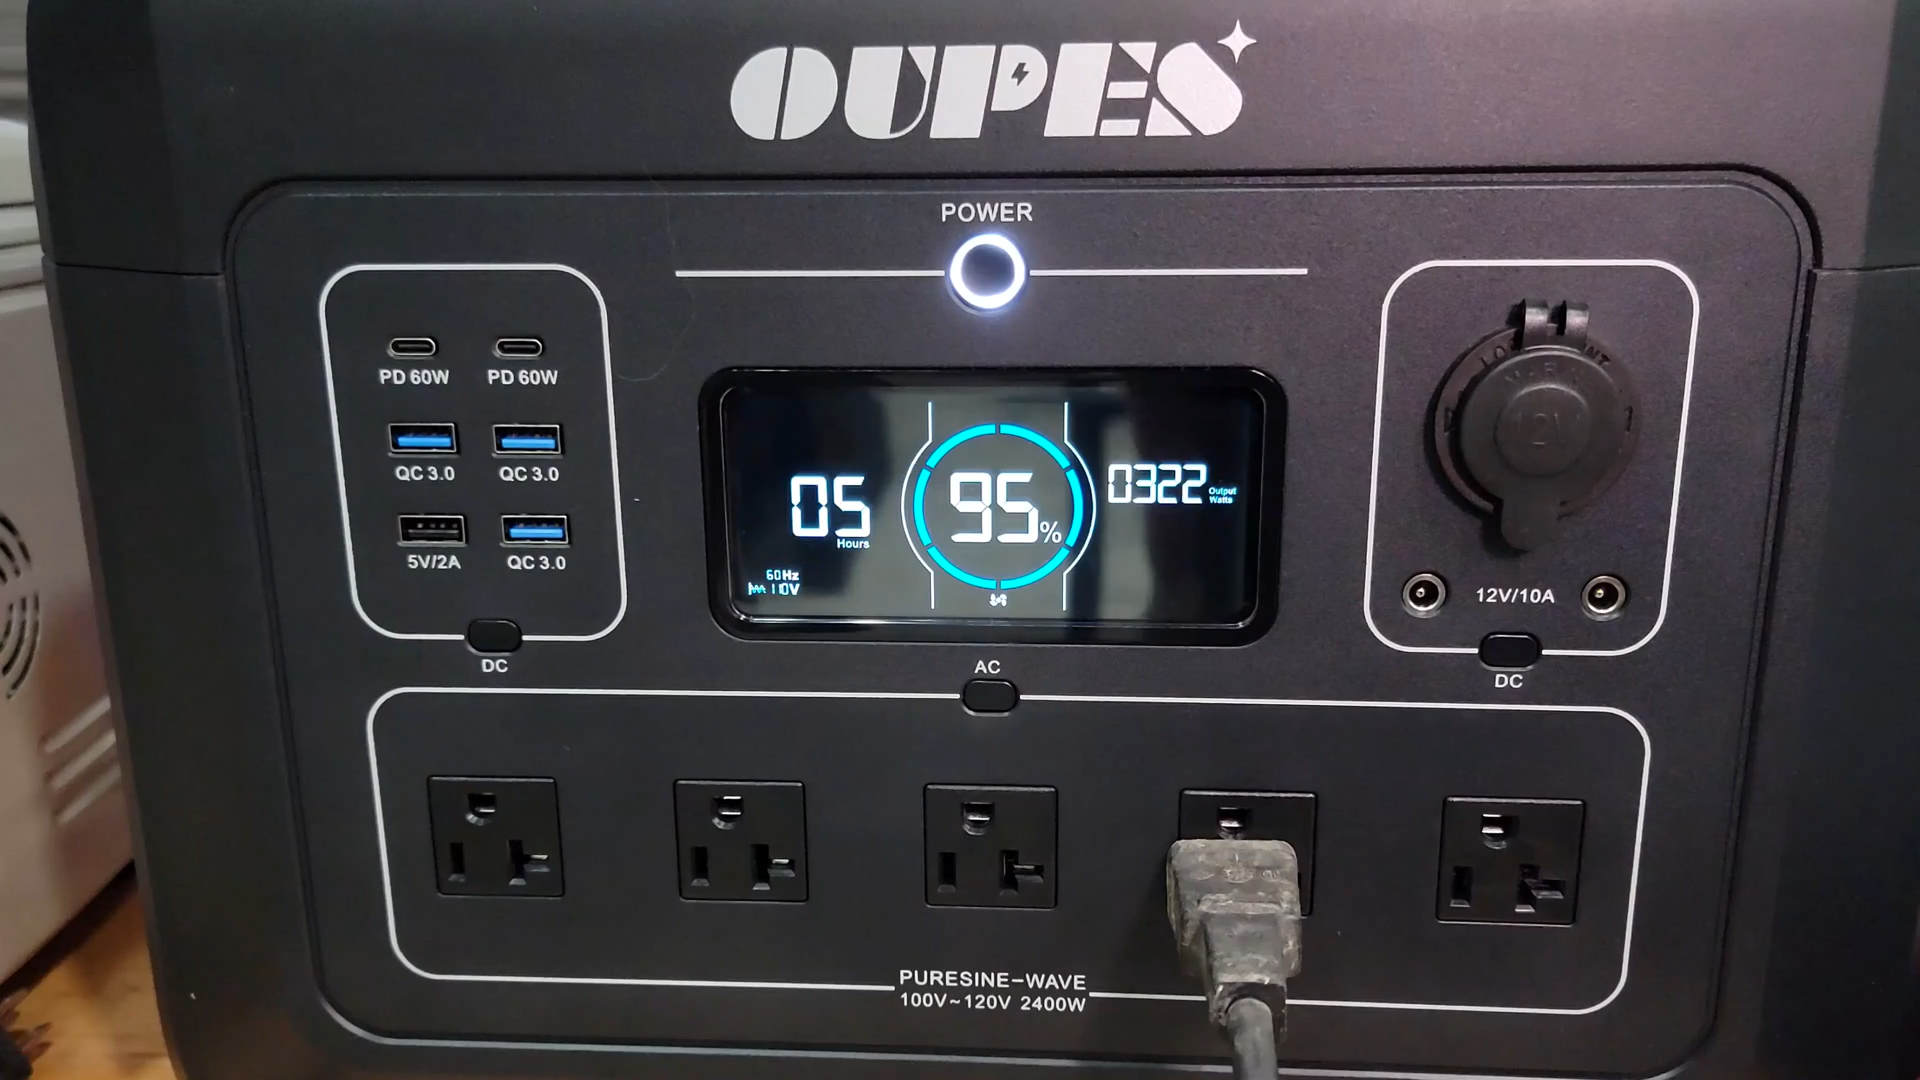 OUPES
POWER
PD 60W PD 60W
QC 3.0 QC 3.0
5V/2A QC 3.0
DC
05 Hours
60Hz
110V
95%
0322 Output Watts
12V
12V/10A
DC
AC
PURESINE-WAVE
100V~120V 2400W